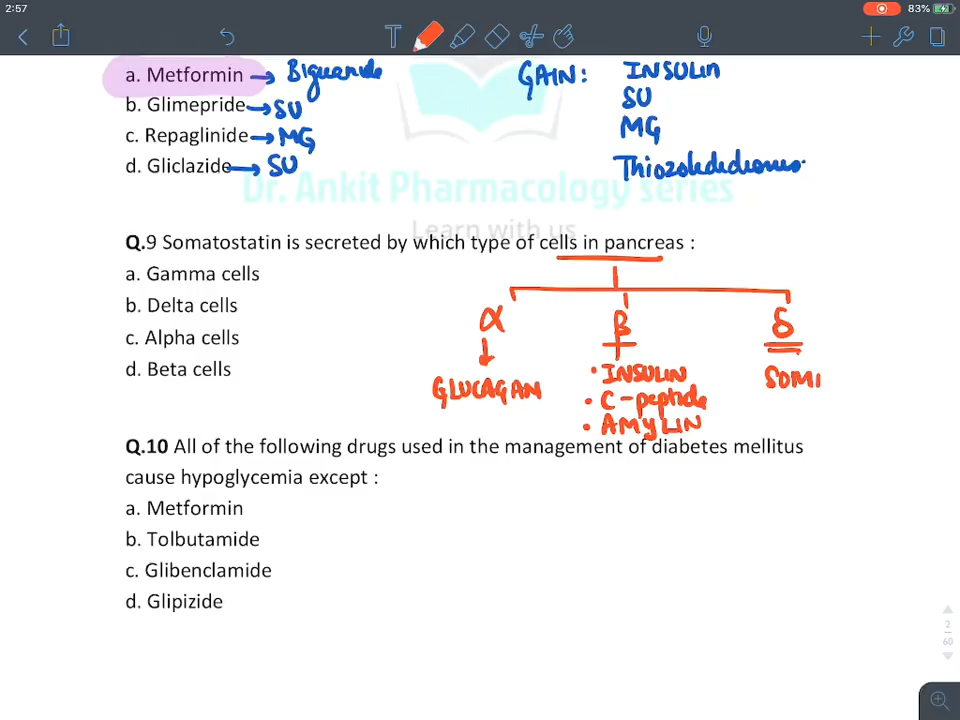 2:57
83%
T
a. Metformin → Biguanide
GAIN: INSULIN
b. Glimepride → SU
SU
c. Repaglinide → MG
MG
d. Gliclazide → SU
Dr. Ankit Pharmacology series
Learn with us
Q.9 Somatostatin is secreted by which type of cells in pancreas :
a. Gamma cells
b. Delta cells
c. Alpha cells
d. Beta cells
α β δ
GLUCAGAN
• INSULIN
• C-peptide
• AMYLIN
SOM
Q.10 All of the following drugs used in the management of diabetes mellitus
cause hypoglycemia except :
a. Metformin
b. Tolbutamide
c. Glibenclamide
d. Glipizide
2
60